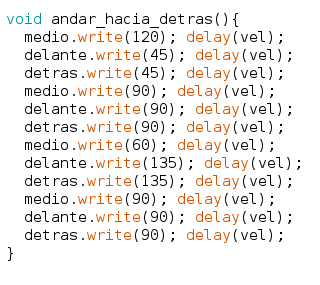 void andar_hacia_detras(){
  medio.write(120); delay(vel);
  delante.write(45); delay(vel);
  detras.write(45); delay(vel);
  medio.write(90); delay(vel);
  delante.write(90); delay(vel);
  detras.write(90); delay(vel);
  medio.write(60); delay(vel);
  delante.write(135); delay(vel);
  detras.write(135); delay(vel);
  medio.write(90); delay(vel);
  delante.write(90); delay(vel);
  detras.write(90); delay(vel);
}